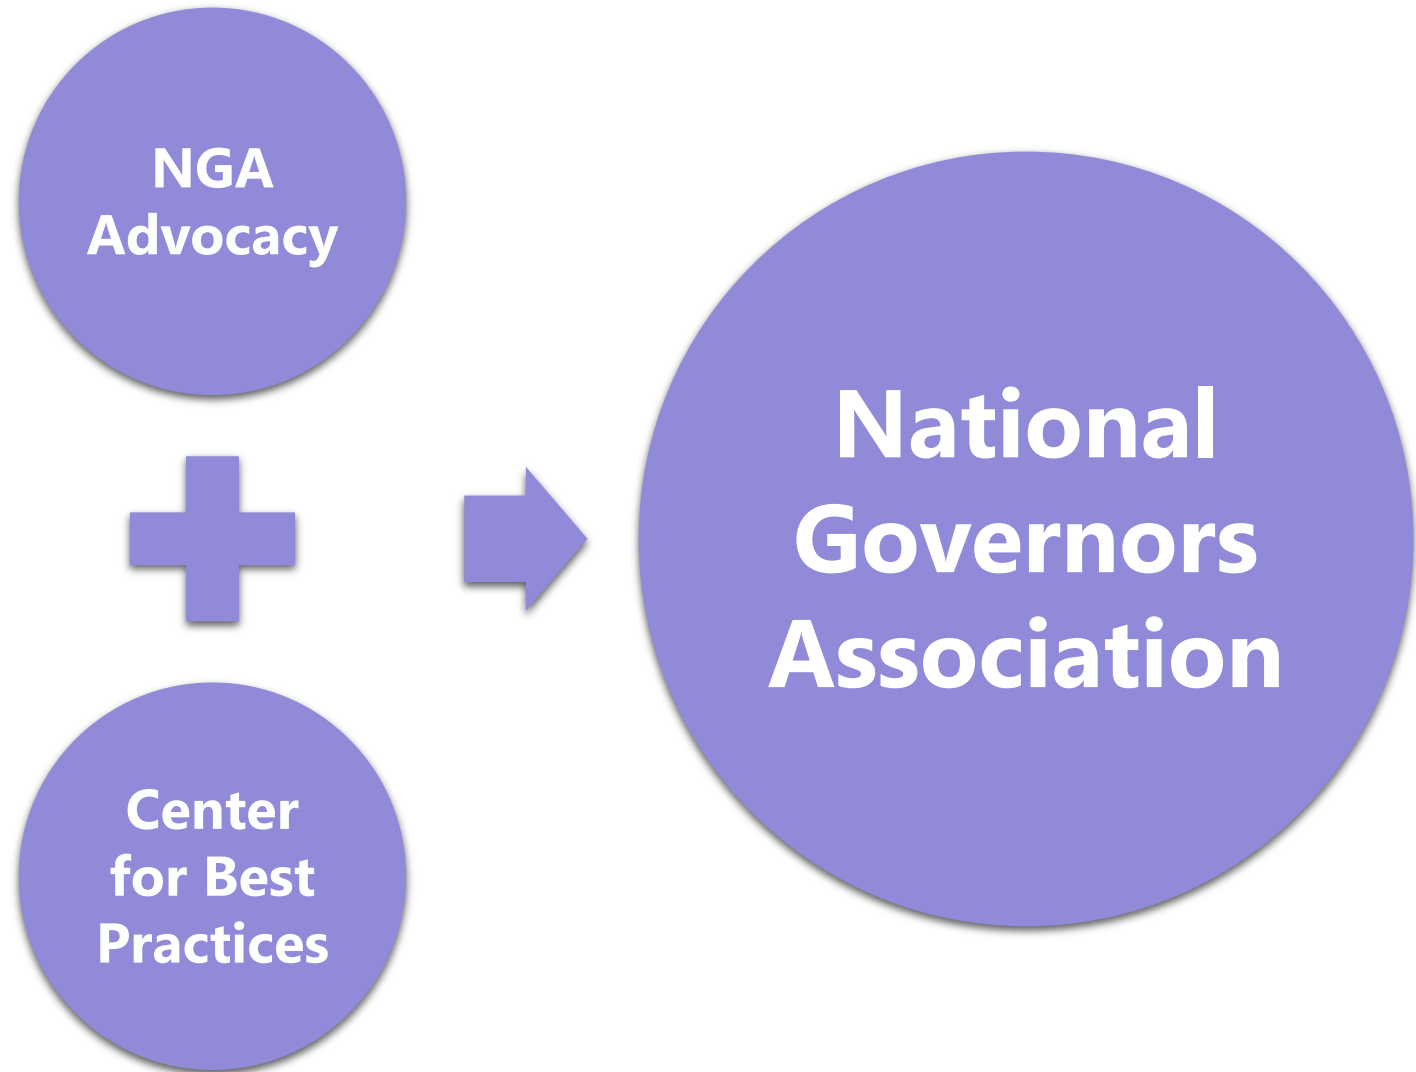 NGA
Advocacy
Center
for Best
Practices
National
Governors
Association